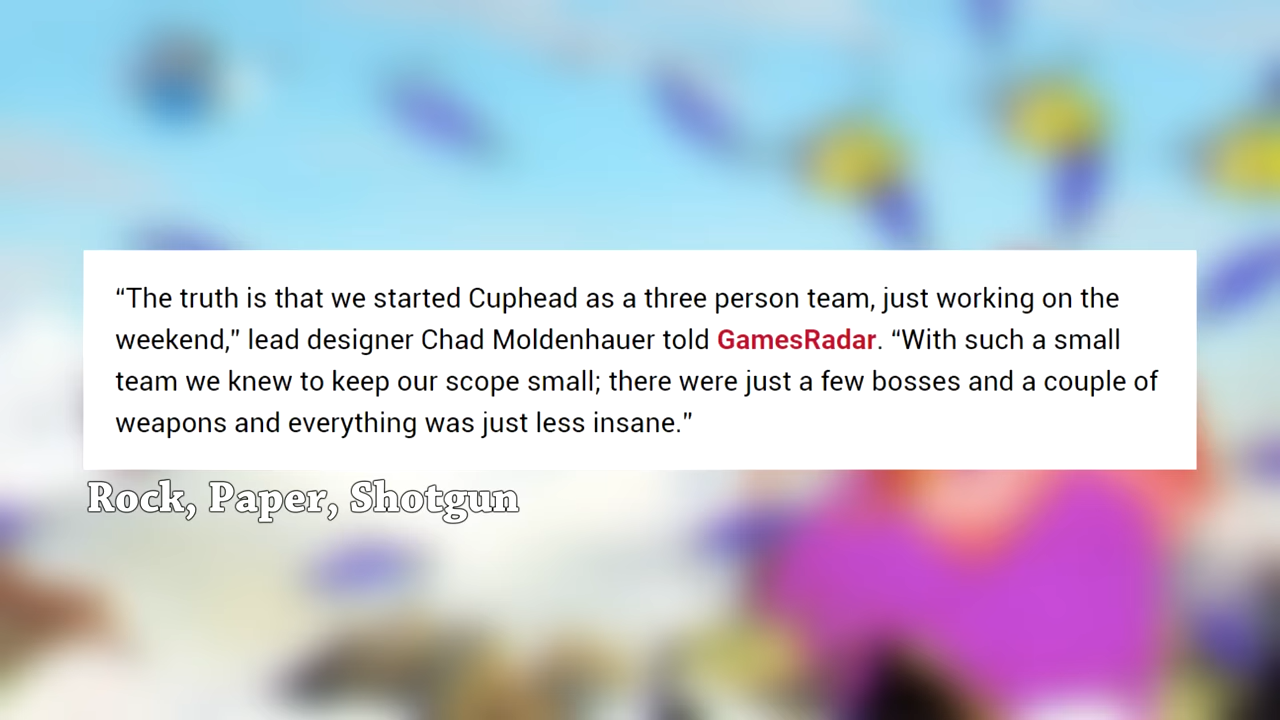 “The truth is that we started Cuphead as a three person team, just working on the
weekend,” lead designer Chad Moldenhauer told GamesRadar. “With such a small
team we knew to keep our scope small; there were just a few bosses and a couple of
weapons and everything was just less insane.”
Rock, Paper, Shotgun